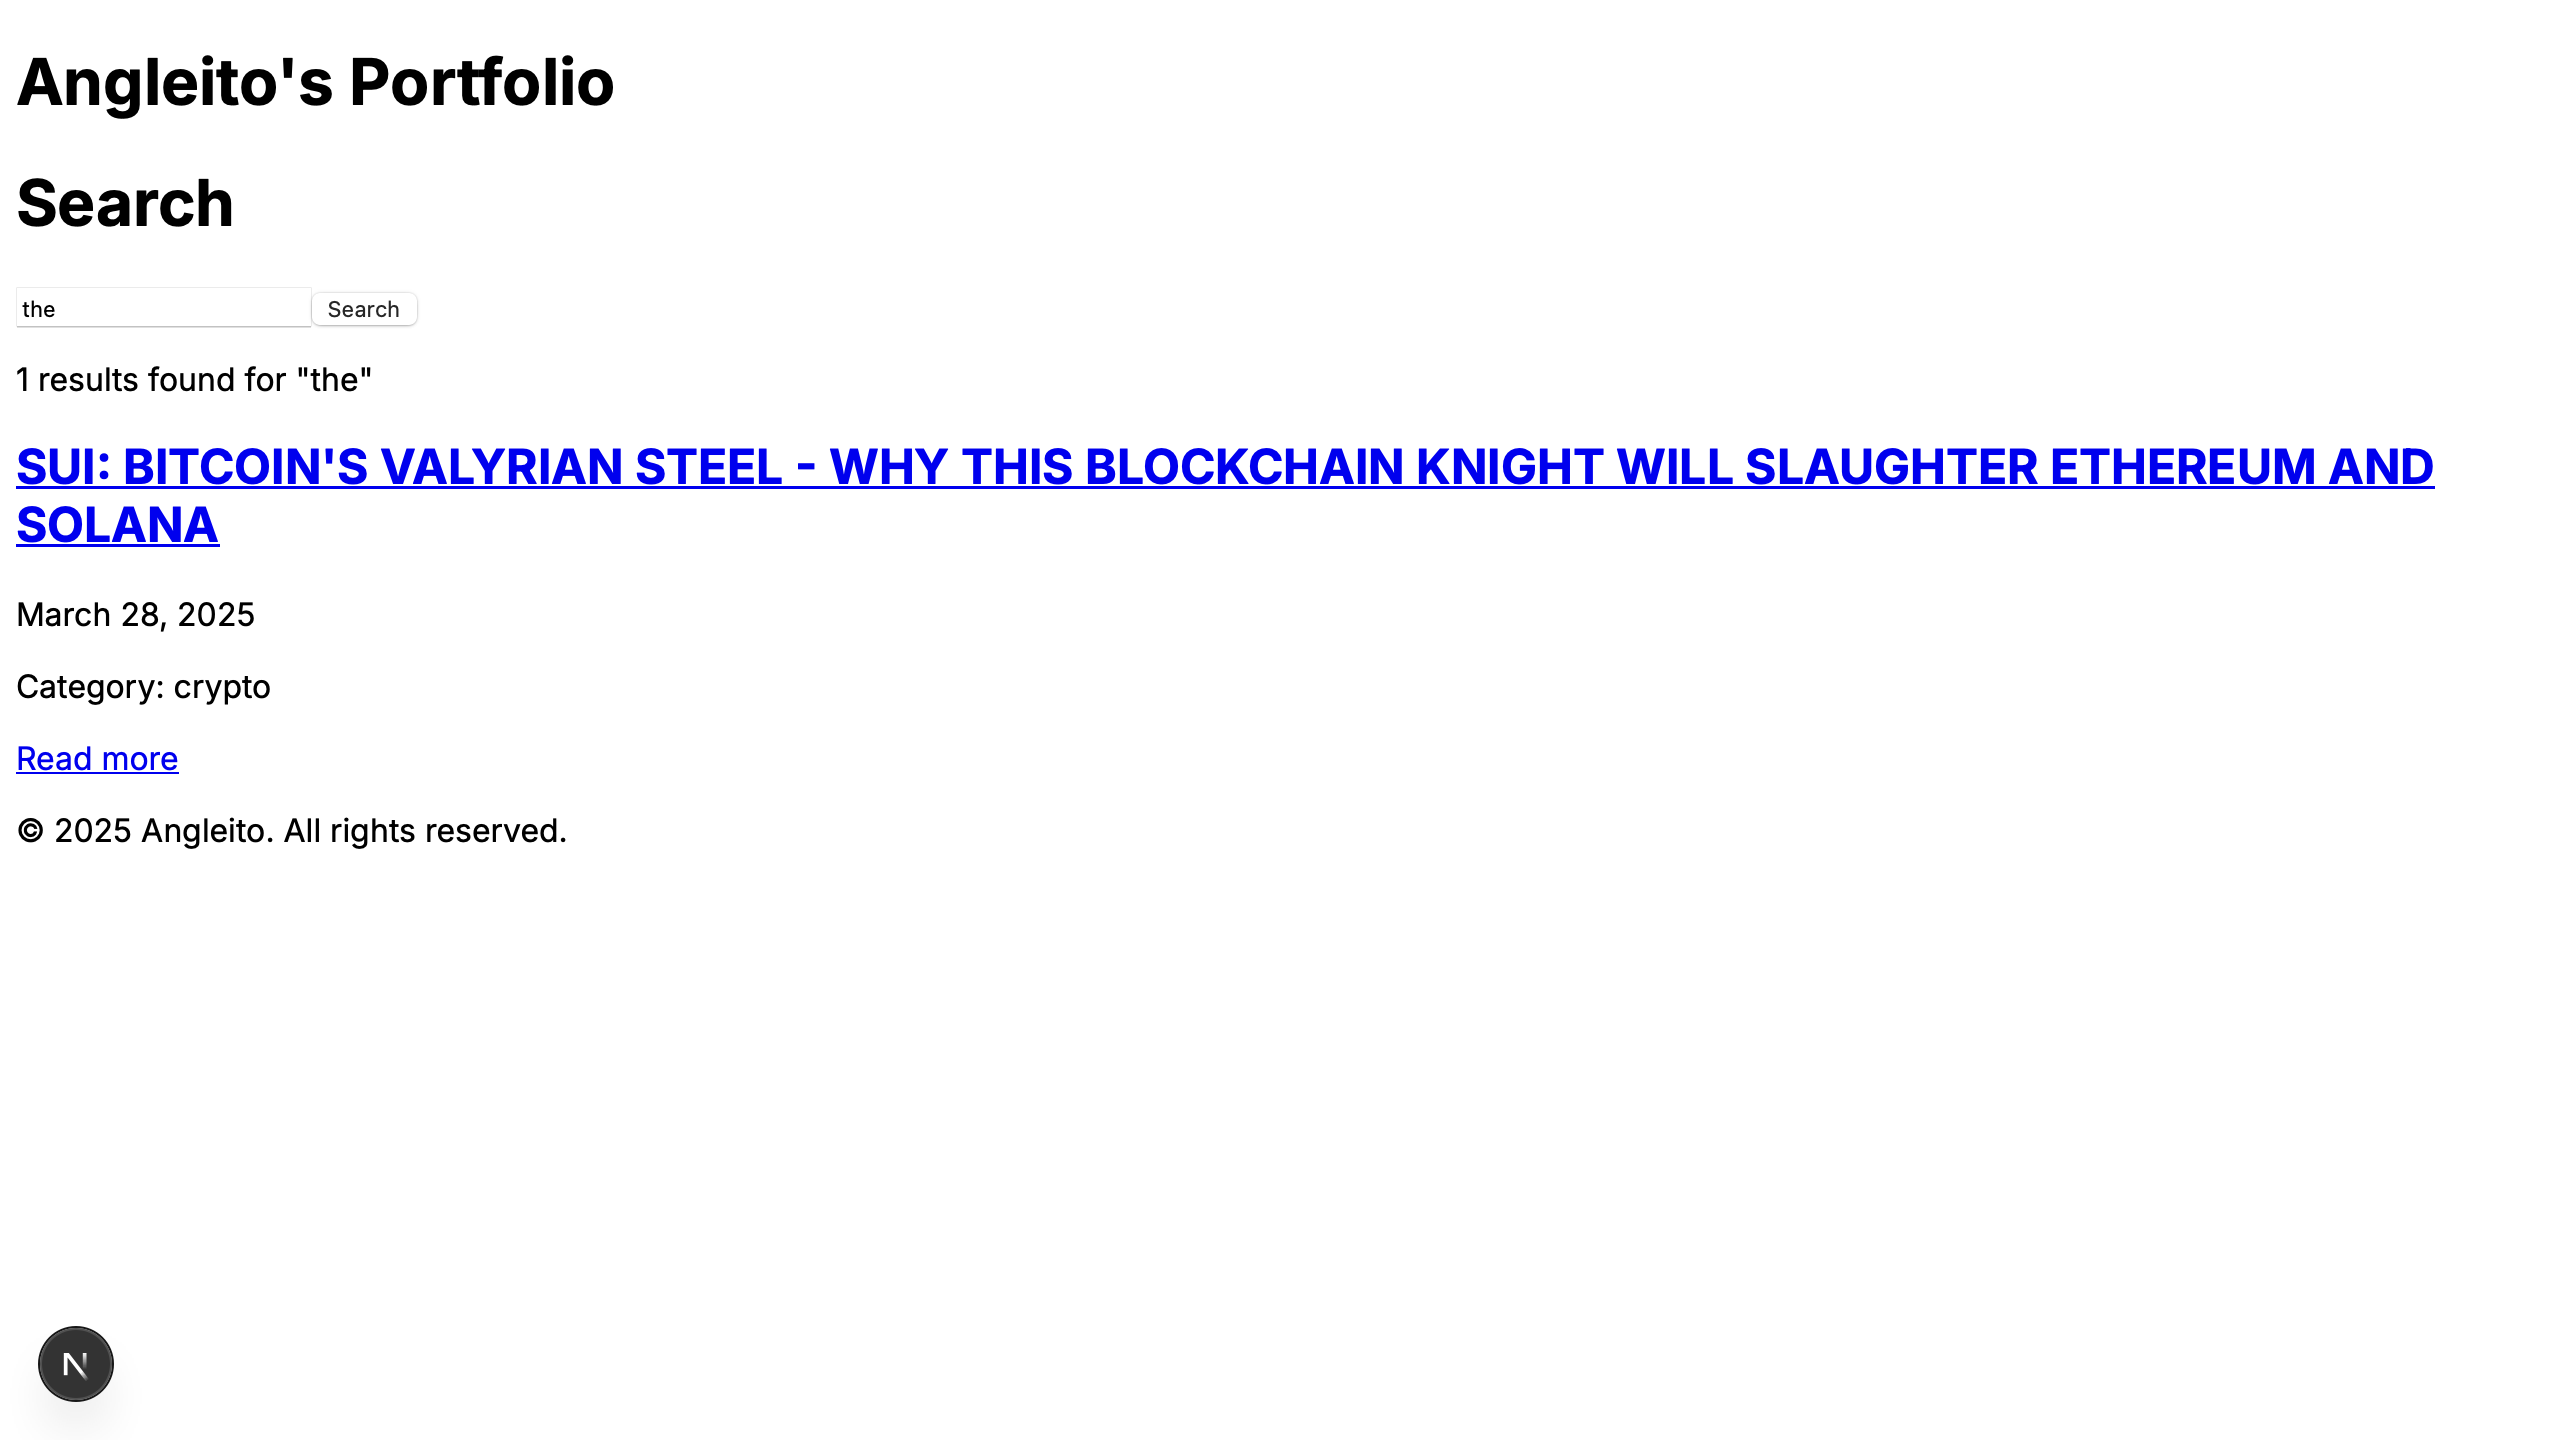 Angleito's Portfolio
Search
the
Search
1 results found for "the"
SUI: BITCOIN'S VALYRIAN STEEL - WHY THIS BLOCKCHAIN KNIGHT WILL SLAUGHTER ETHEREUM AND
SOLANA
March 28, 2025
Category: crypto
Read more
© 2025 Angleito. All rights reserved.
N